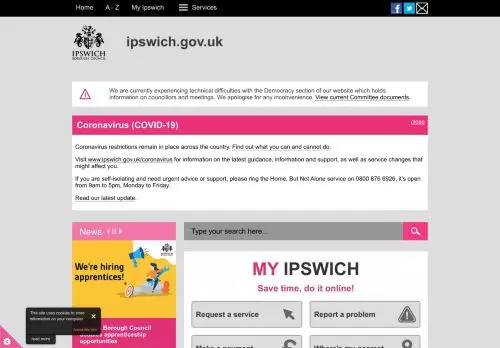 Home A - Z My Ipswich Services
IPSWICH
BOROUGH COUNCIL
ipswich.gov.uk
We are currently experiencing technical difficulties with the Democracy section of our website which holds
information on councillors and meetings. We apologise for any inconvenience. View current Committee documents.
Coronavirus (COVID-19)
close
Coronavirus restrictions remain in place across the country. Find out what you can and cannot do.
Visit www.ipswich.gov.uk/coronavirus for information on the latest guidance, information and support, as well as service changes that
might affect you.
If you are self-isolating and need urgent advice or support, please ring the Home, But Not Alone service on 0800 876 6926, it's open
from 9am to 5pm, Monday to Friday.
Read our latest update.
News
Type your search here...
We're hiring
apprentices!
MY IPSWICH
Save time, do it online!
Request a service
Report a problem
This site uses cookies to store
information on your computer.
read more
Borough Council
apprenticeship
opportunities
Make a payment
Where's my nearest